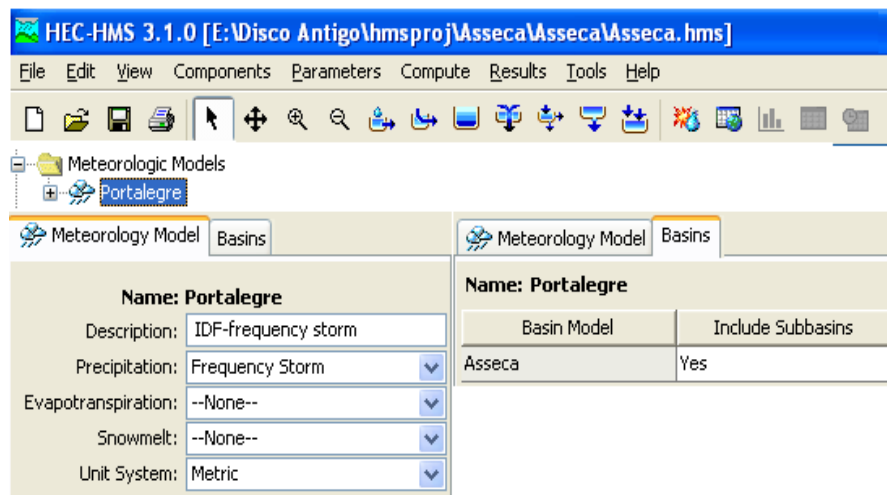 HEC-HMS 3.1.0 [E:\Disco Antigo\hmsproj\Asseca\Asseca\Asseca.hms]
File Edit View Components Parameters Compute Results Tools Help
Meteorologic Models
Portalegre
Meteorology Model Basins
Name: Portalegre
Description: IDF-frequency storm
Precipitation: Frequency Storm
Evapotranspiration: --None--
Snowmelt: --None--
Unit System: Metric
Meteorology Model Basins
Name: Portalegre
Basin Model Include Subbasins
Asseca Yes